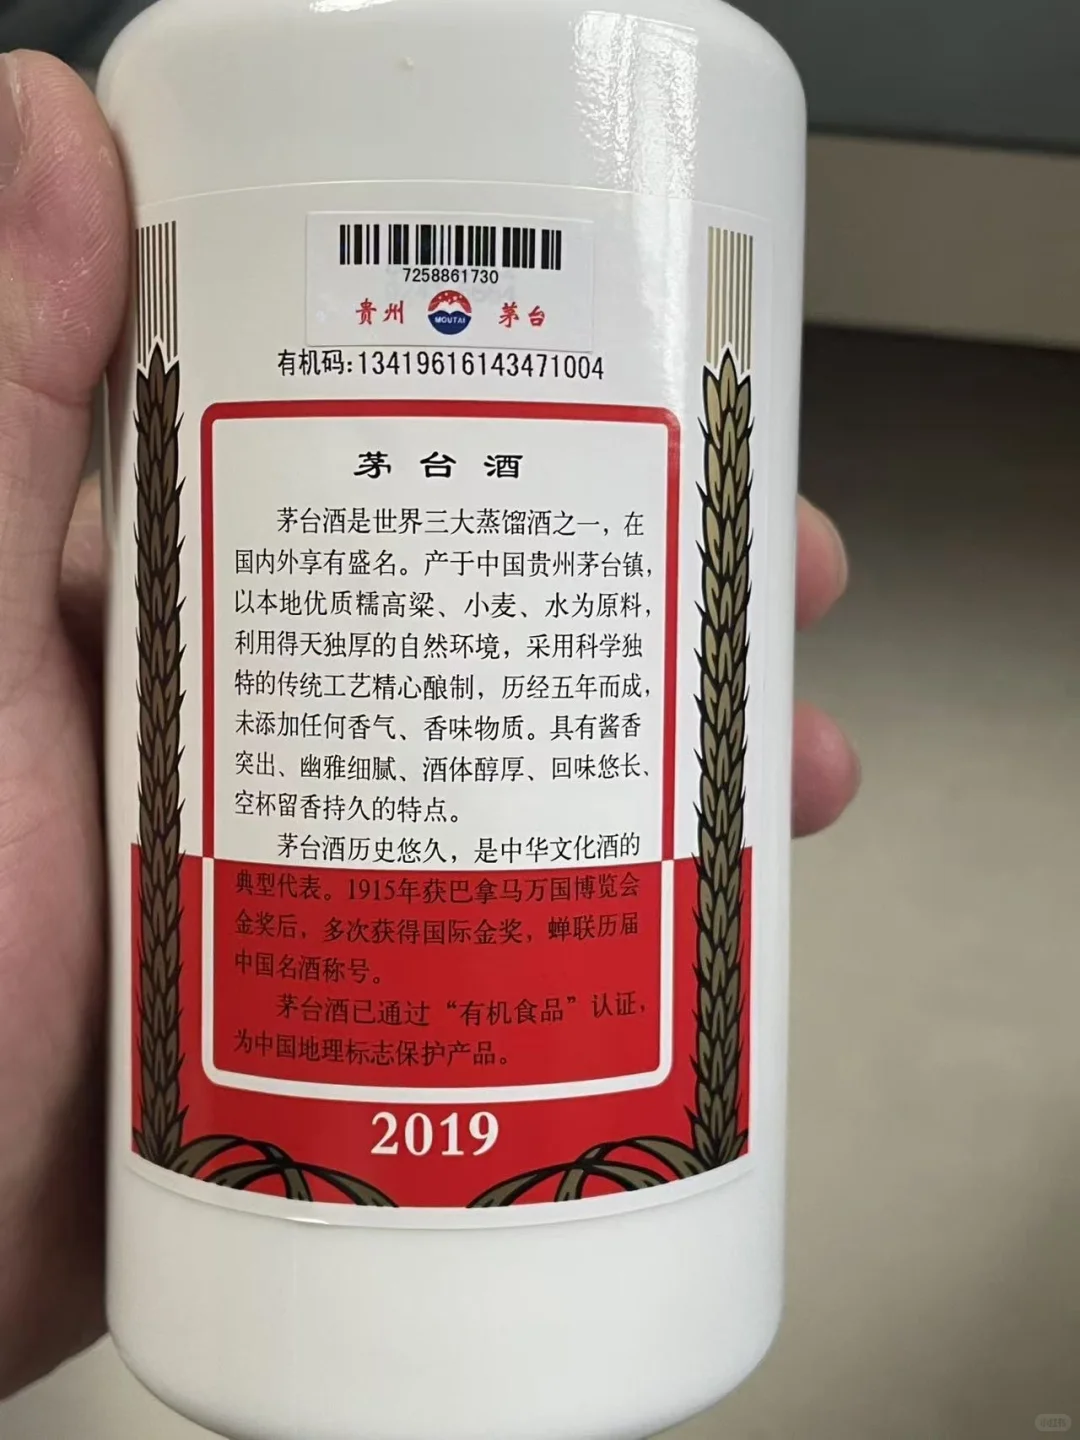 7258861730
贵州 MOUTAI 茅台
有机码:13419616143471004
茅台酒
茅台酒是世界三大蒸馏酒之一，在
国内外享有盛名。产于中国贵州茅台镇，
以本地优质糯高粱、小麦、水为原料，
利用得天独厚的自然环境，采用科学独
特的传统工艺精心酿制，历经五年而成，
未添加任何香气、香味物质。具有酱香
突出、幽雅细腻、酒体醇厚、回味悠长、
空杯留香持久的特点。
茅台酒历史悠久，是中华文化酒的
典型代表。1915年获巴拿马万国博览会
金奖后，多次获得国际金奖，蝉联历届
中国名酒称号。
茅台酒已通过“有机食品”认证，
为中国地理标志保护产品。
2019
小红书